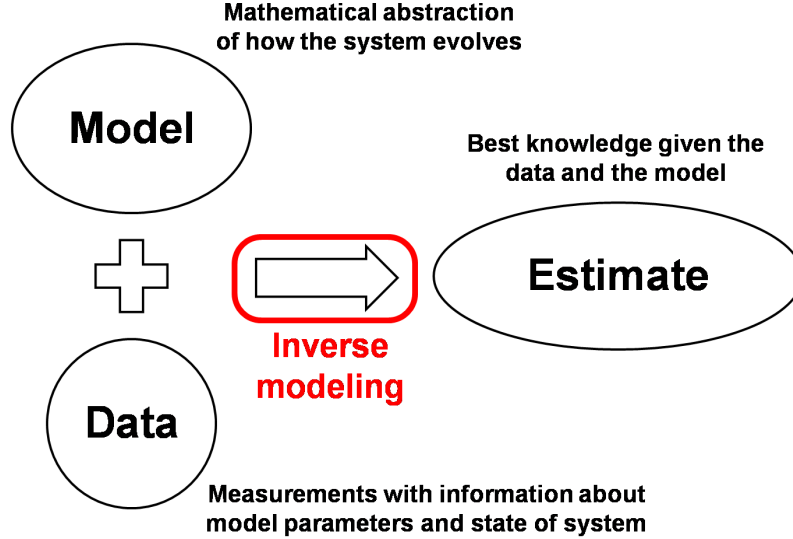 Mathematical abstraction
of how the system evolves
Model
Best knowledge given the
data and the model
Estimate
Inverse
modeling
Data
Measurements with information about
model parameters and state of system